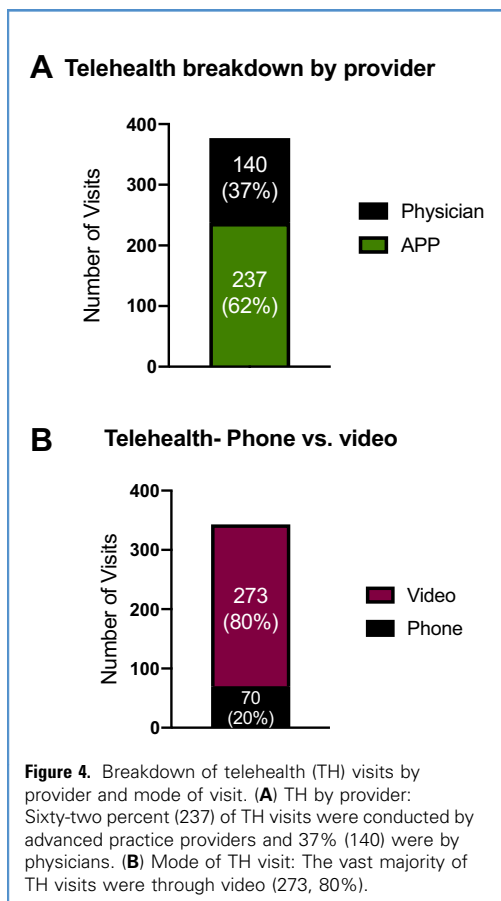 A Telehealth breakdown by provider
Number of Visits
400
300
200
100
0
140
(37%)
237
(62%)
Physician
APP
B Telehealth- Phone vs. video
Number of Visits
400
300
200
100
0
273
(80%)
70
(20%)
Video
Phone
Figure 4. Breakdown of telehealth (TH) visits by
provider and mode of visit. (A) TH by provider:
Sixty-two percent (237) of TH visits were conducted by
advanced practice providers and 37% (140) were by
physicians. (B) Mode of TH visit: The vast majority of
TH visits were through video (273, 80%).